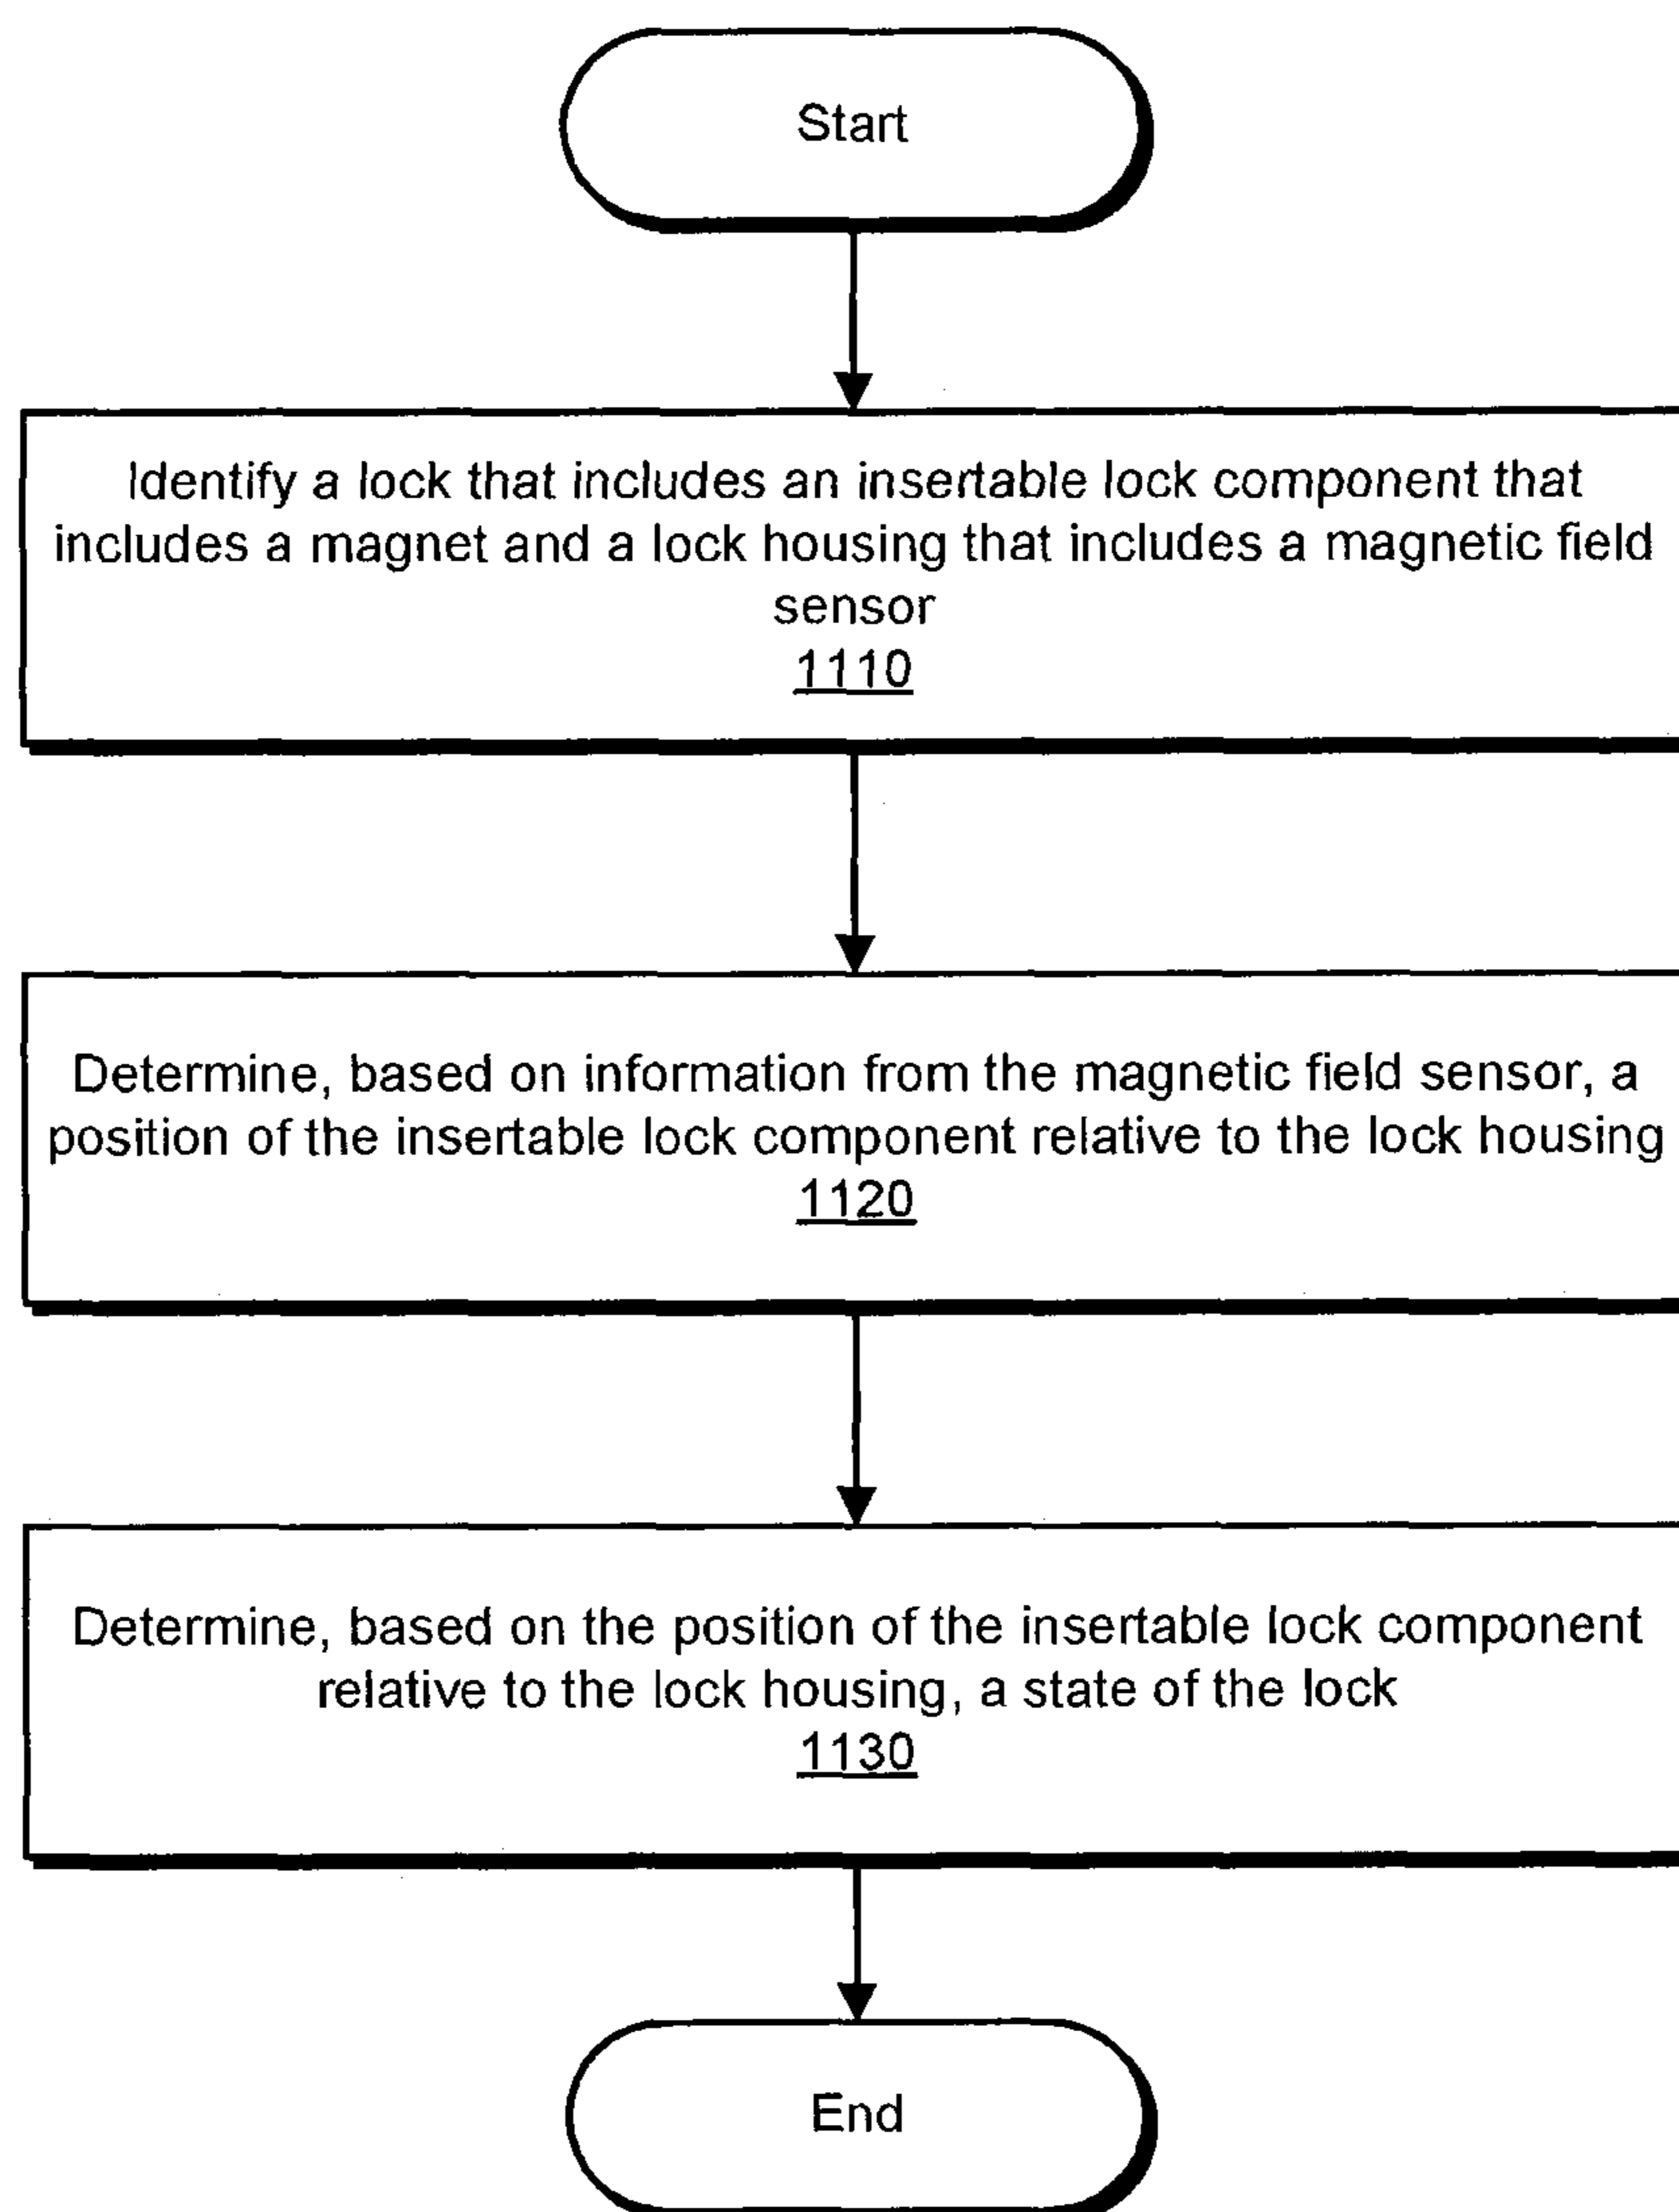 Start
Identify a lock that includes an insertable lock component that
includes a magnet and a lock housing that includes a magnetic field
sensor
1110
Determine, based on information from the magnetic field sensor, a
position of the insertable lock component relative to the lock housing
1120
Determine, based on the position of the insertable lock component
relative to the lock housing, a state of the lock
1130
End